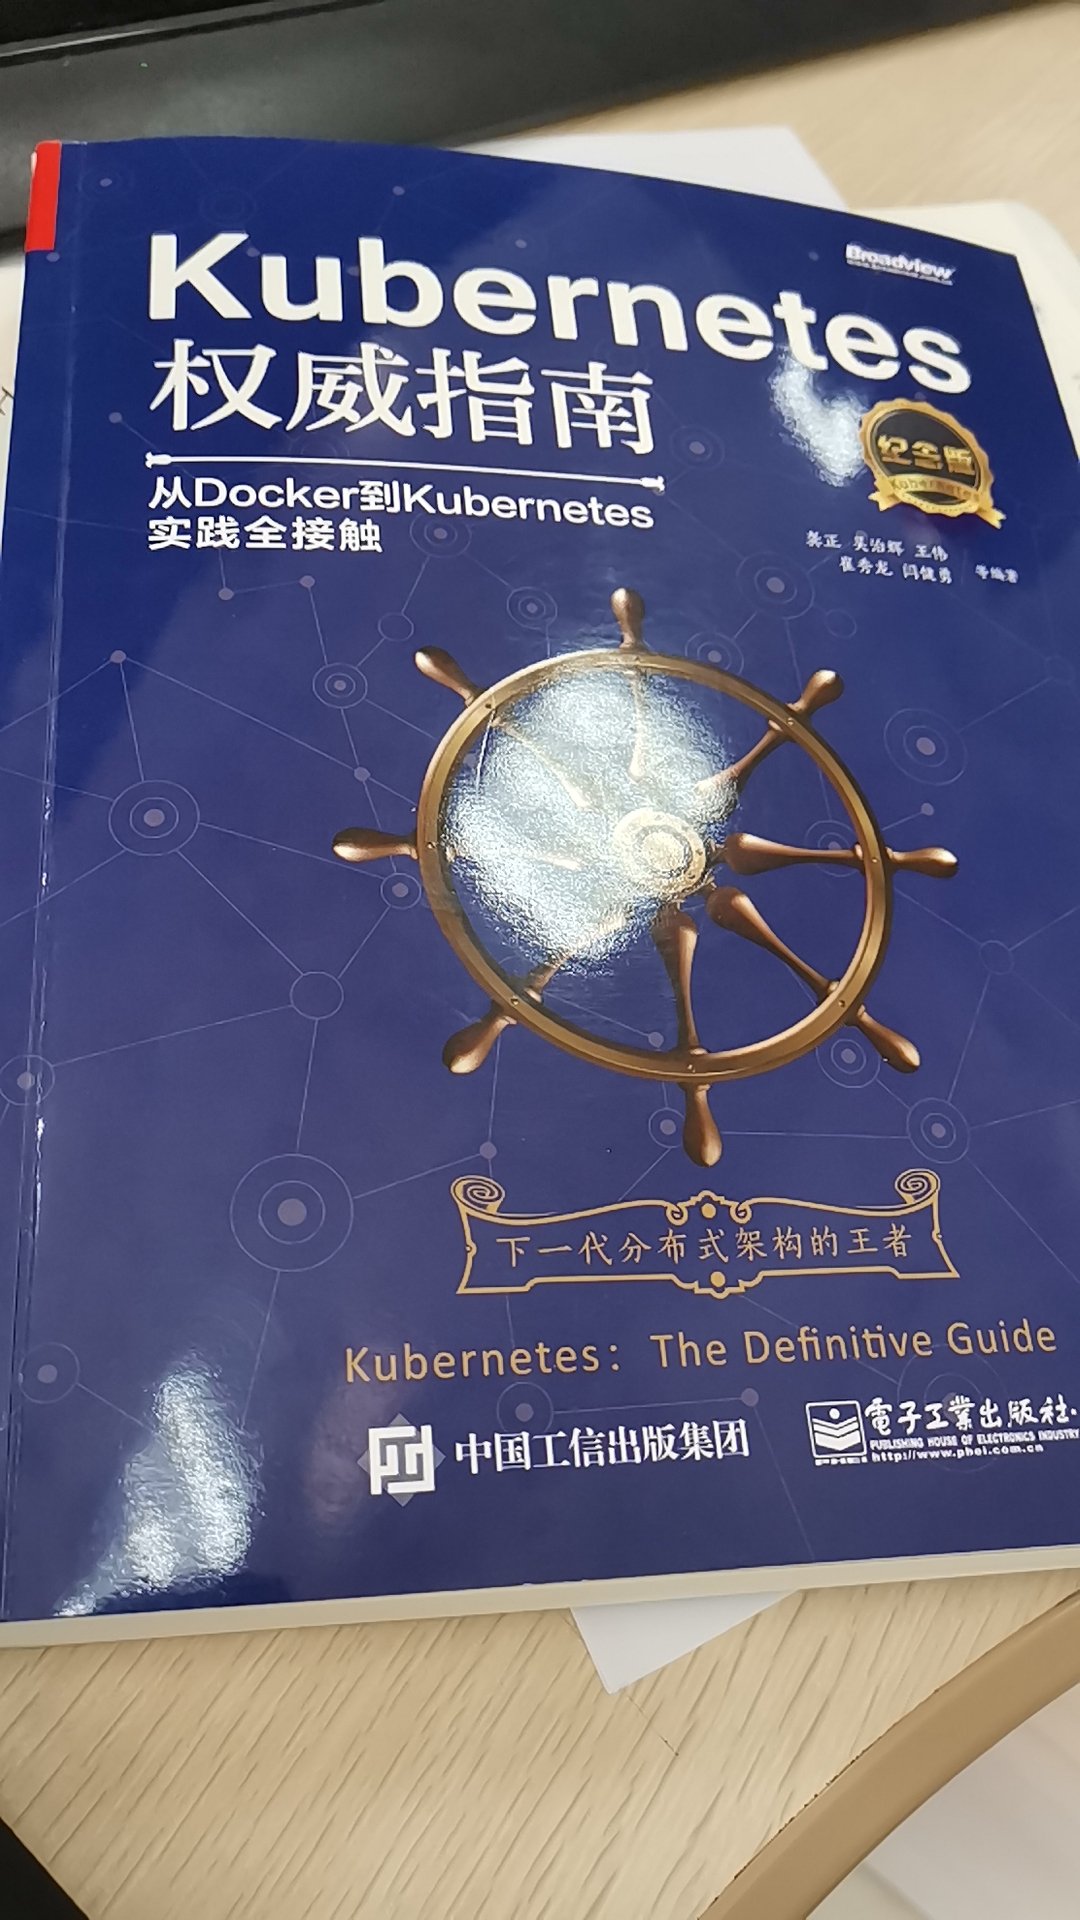 Broadview
Kubernetes
权威指南
纪念版
从Docker到Kubernetes
实践全接触
龚正 吴治辉 王伟
崔秀龙 闫健勇 等编著
下一代分布式架构的王者
Kubernetes: The Definitive Guide
中国工信出版集团
電子工業出版社
PUBLISHING HOUSE OF ELECTRONICS INDUSTRY
http://www.phei.com.cn